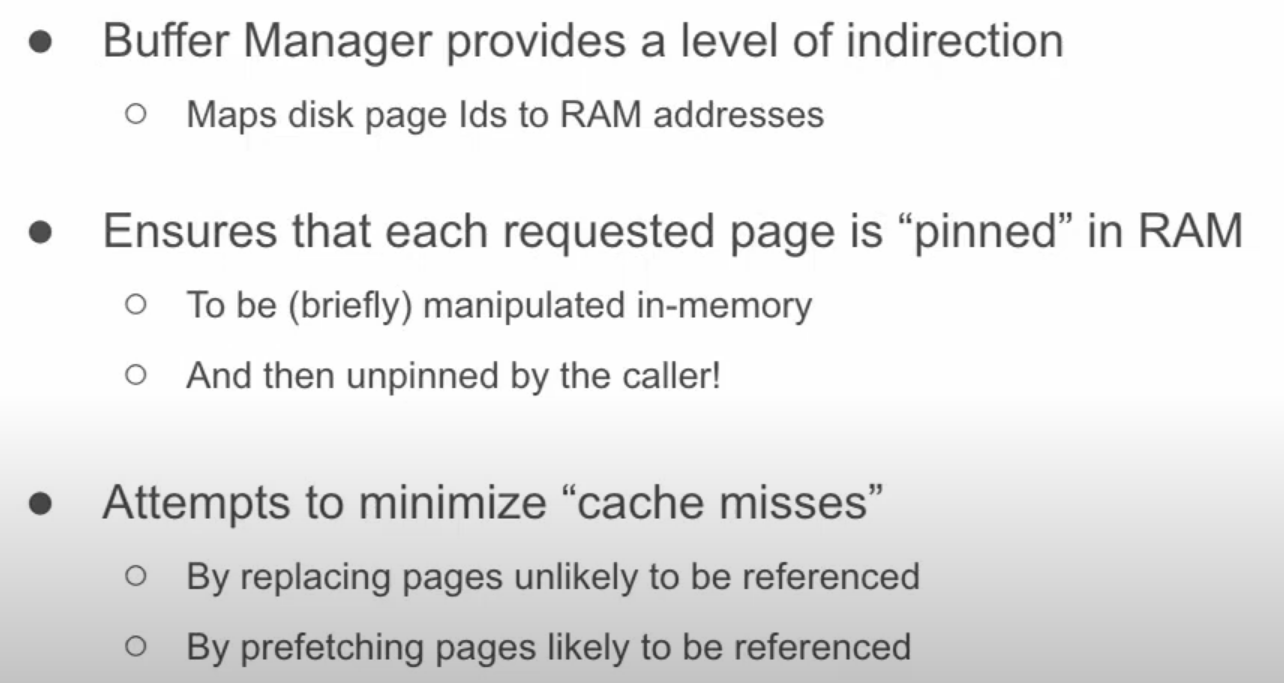 Buffer Manager provides a level of indirection
Maps disk page Ids to RAM addresses
Ensures that each requested page is “pinned” in RAM
To be (briefly) manipulated in-memory
And then unpinned by the caller!
Attempts to minimize “cache misses”
By replacing pages unlikely to be referenced
By prefetching pages likely to be referenced